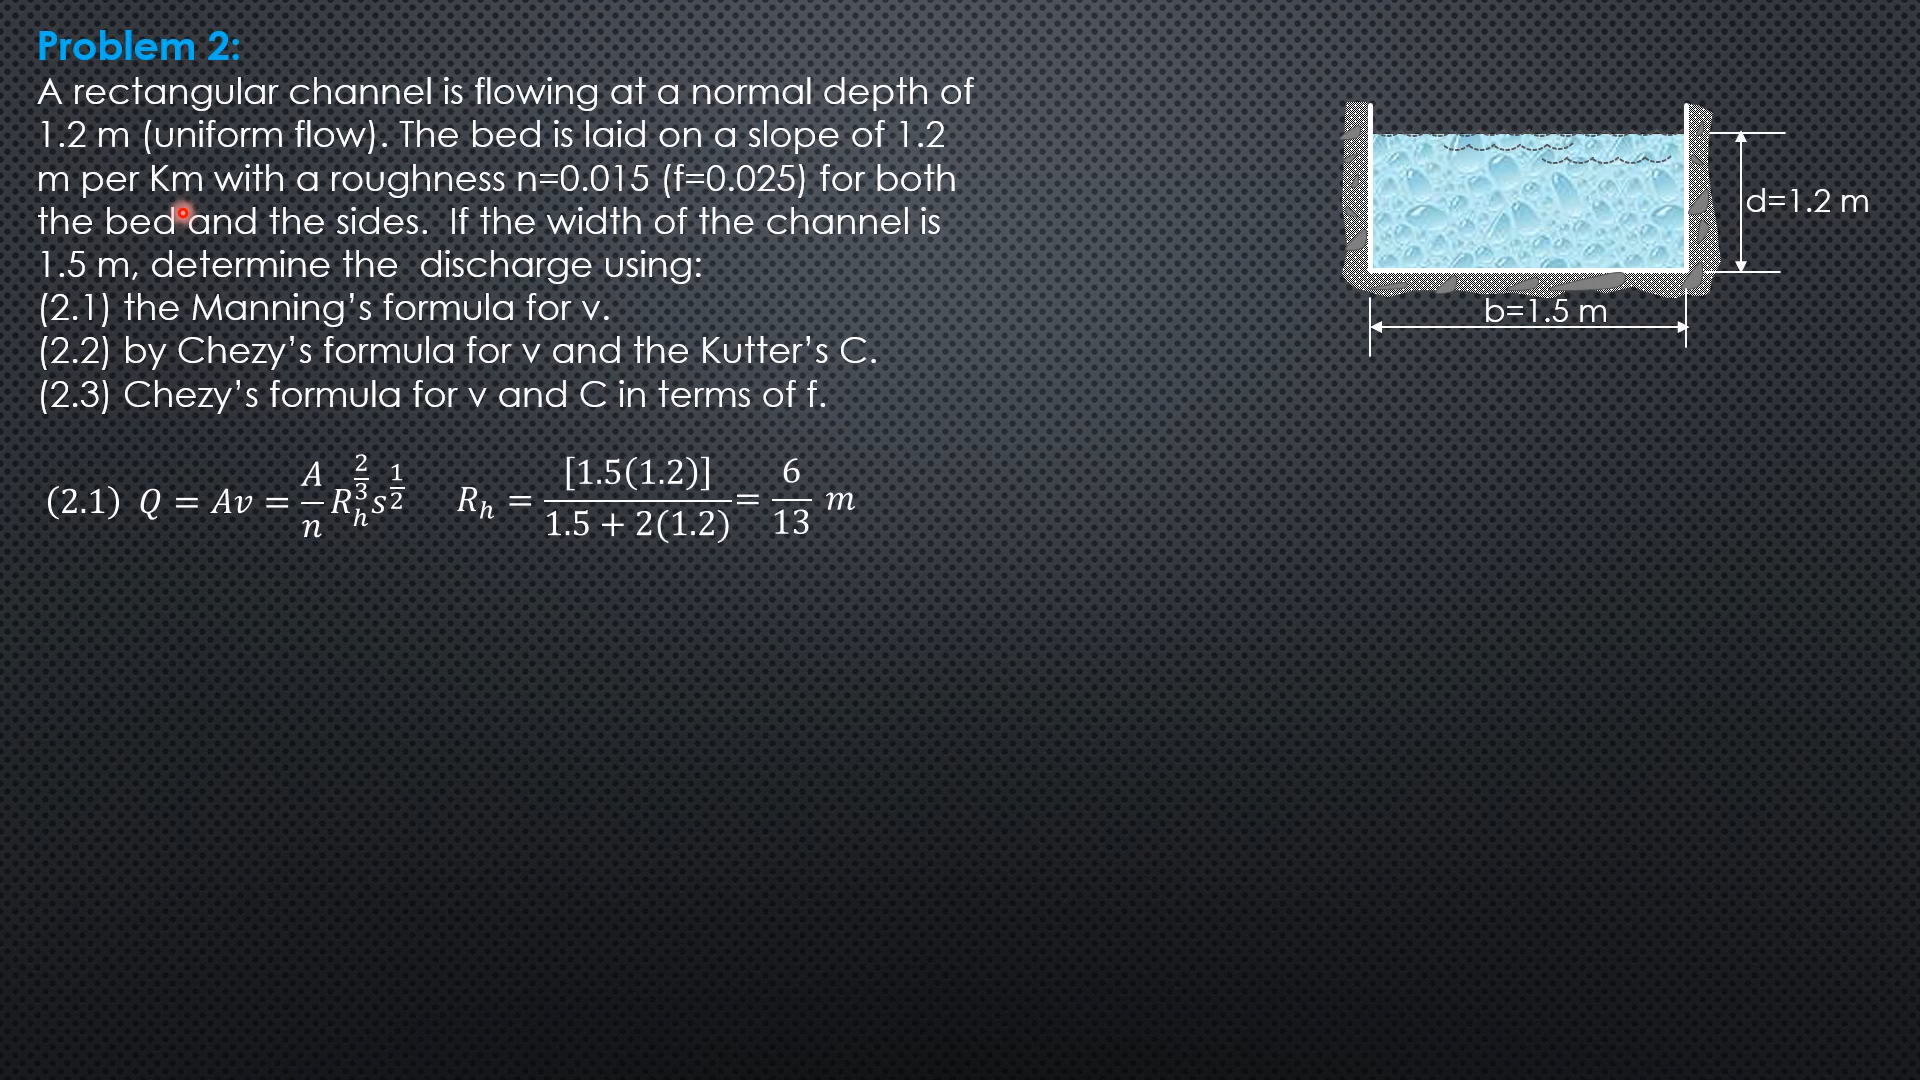 Problem 2:
A rectangular channel is flowing at a normal depth of
1.2 m (uniform flow). The bed is laid on a slope of 1.2
m per Km with a roughness n=0.015 (f=0.025) for both
the bed and the sides.  If the width of the channel is
1.5 m, determine the  discharge using:
(2.1) the Manning’s formula for v.
(2.2) by Chezy’s formula for v and the Kutter’s C.
(2.3) Chezy’s formula for v and C in terms of f.
d=1.2 m
b=1.5 m
(2.1) Q = Av = \frac{A}{n} R_h^{\frac{2}{3}} s^{\frac{1}{2}}   R_h = \frac{[1.5(1.2)]}{1.5 + 2(1.2)} = \frac{6}{13} m